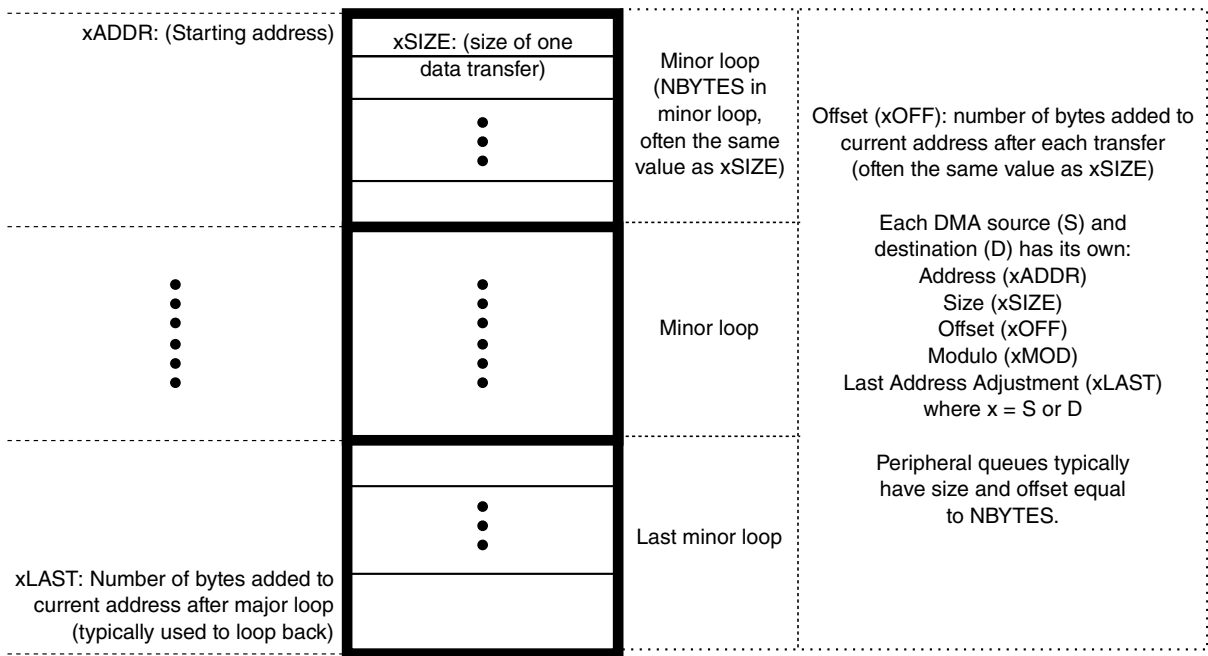 xADDR: (Starting address)
xSIZE: (size of one
data transfer)
Minor loop
(NBYTES in
minor loop,
often the same
value as xSIZE)
Offset (xOFF): number of bytes added to
current address after each transfer
(often the same value as xSIZE)
Each DMA source (S) and
destination (D) has its own:
Address (xADDR)
Size (xSIZE)
Offset (xOFF)
Modulo (xMOD)
Last Address Adjustment (xLAST)
where x = S or D
Peripheral queues typically
have size and offset equal
to NBYTES.
Minor loop
Last minor loop
xLAST: Number of bytes added to
current address after major loop
(typically used to loop back)